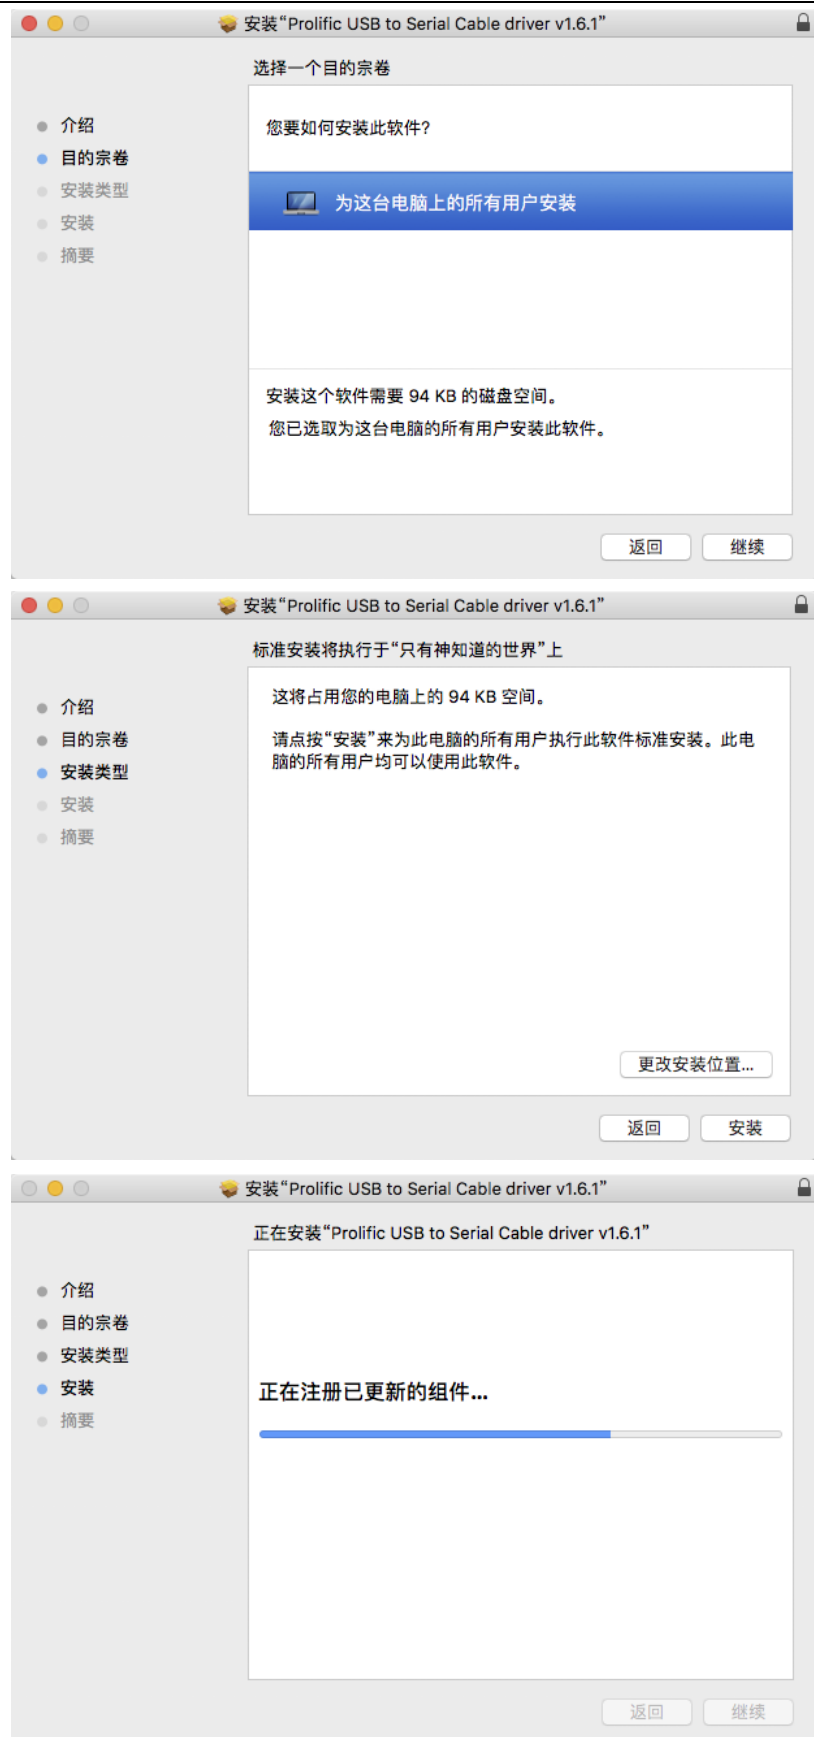 安装“Prolific USB to Serial Cable driver v1.6.1”
选择一个目的宗卷
介绍
目的宗卷
安装类型
安装
摘要
您要如何安装此软件?
为这台电脑上的所有用户安装
安装这个软件需要 94 KB 的磁盘空间。
您已选取为这台电脑的所有用户安装此软件。
返回
继续
安装“Prolific USB to Serial Cable driver v1.6.1”
标准安装将执行于“只有神知道的世界”上
介绍
目的宗卷
安装类型
安装
摘要
这将占用您的电脑上的 94 KB 空间。
请点按“安装”来为此电脑的所有用户执行此软件标准安装。此电
脑的所有用户均可以使用此软件。
更改安装位置...
返回
安装
安装“Prolific USB to Serial Cable driver v1.6.1”
正在安装“Prolific USB to Serial Cable driver v1.6.1”
介绍
目的宗卷
安装类型
安装
摘要
正在注册已更新的组件...
返回
继续